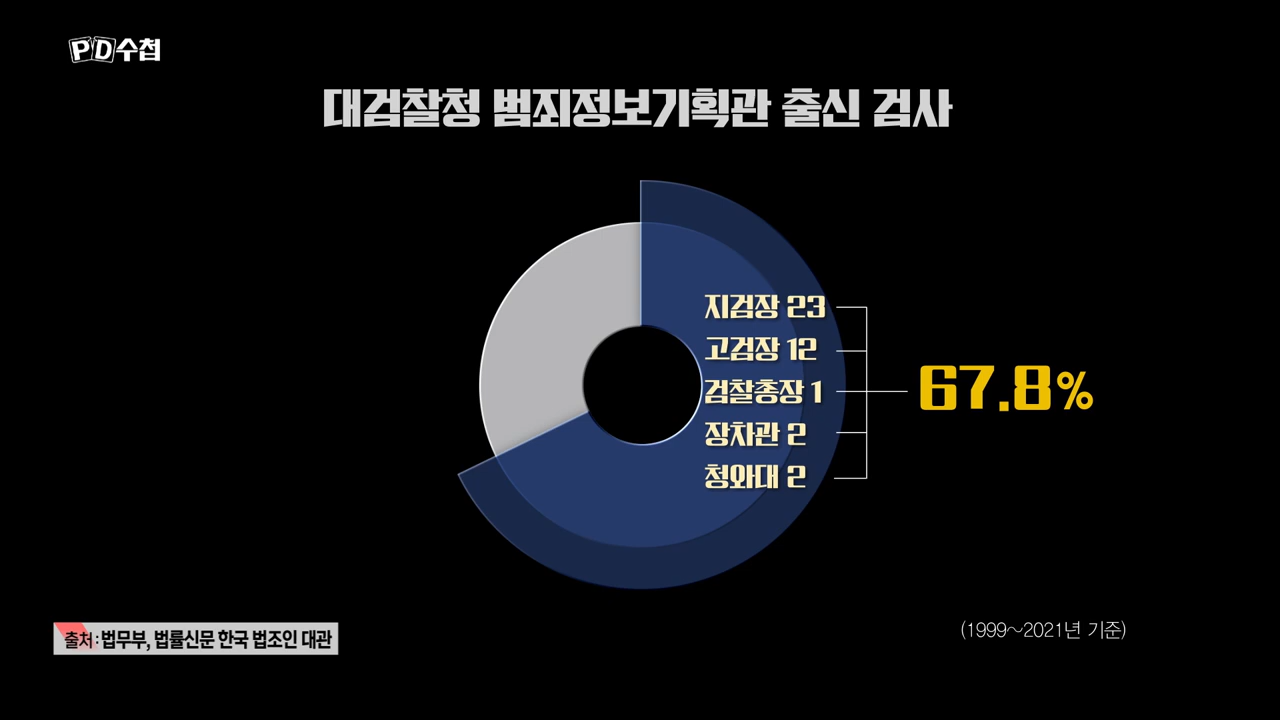 PD수첩
대검찰청 범죄정보기획관 출신 검사
지검장 23
고검장 12
검찰총장 1
장차관 2
청와대 2
67.8%
출처 : 법무부, 법률신문 한국 법조인 대관
(1999~2021년 기준)